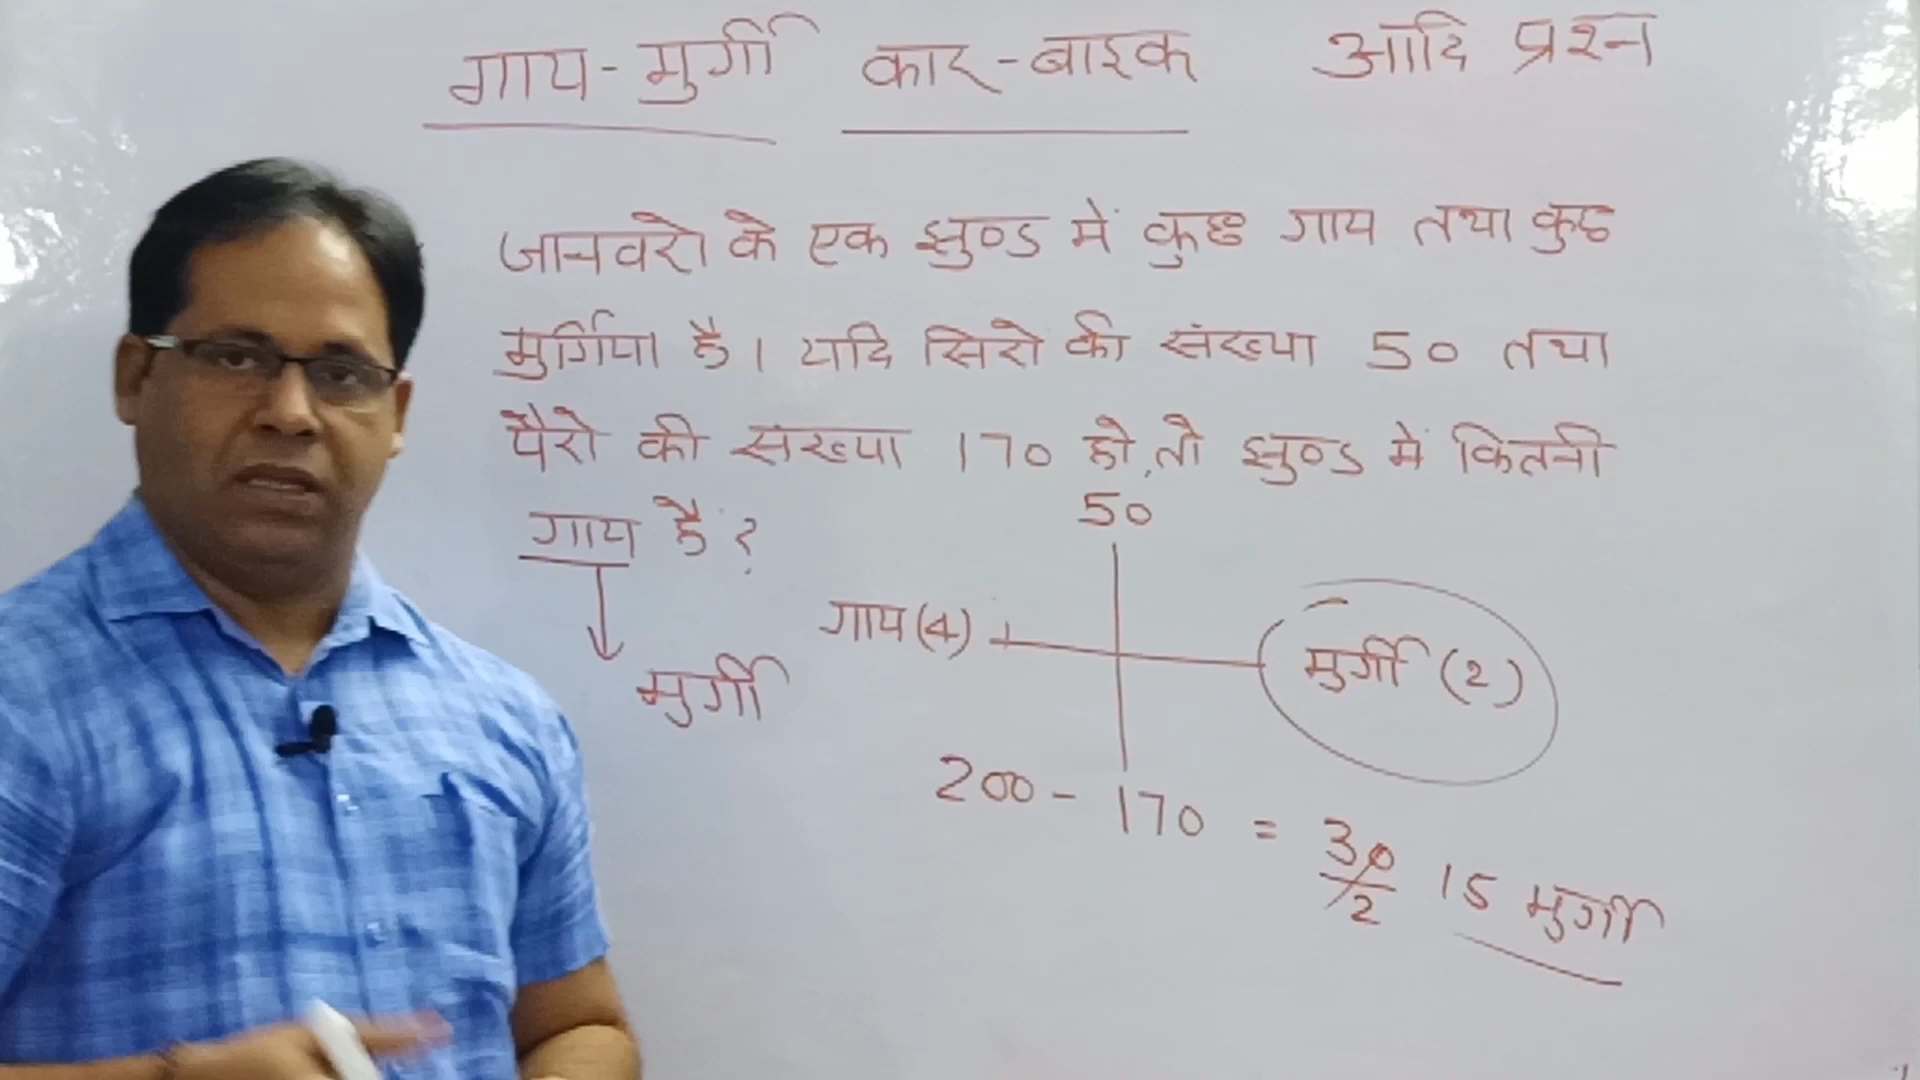 गाय-मुर्गी कार-बाइक आदि प्रश्न
जानवरो के एक झुण्ड में कुछ गाय तथा कुछ
मुर्गिया है। यदि सिरो की संख्या 50 तथा
पैरो की संख्या 170 हो, तो झुण्ड में कितनी
गाय है?
50
गाय (4)
मुर्गी (2)
मुर्गी
200 - 170 = 30/2 15 मुर्गी